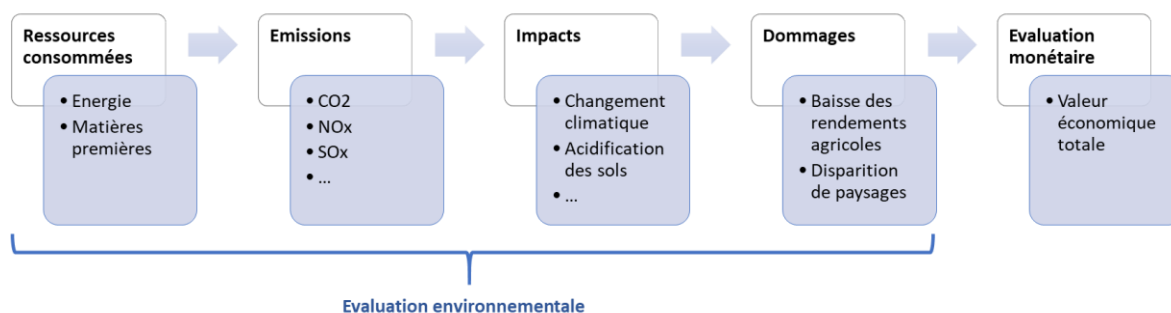 Ressources
consommées
• Energie
• Matières
premières
Emissions
• CO2
• NOx
• SOx
• ...
Impacts
• Changement
climatique
• Acidification
des sols
• ...
Dommages
• Baisse des
rendements
agricoles
• Disparition
de paysages
Evaluation
monétaire
• Valeur
économique
totale
Evaluation environnementale